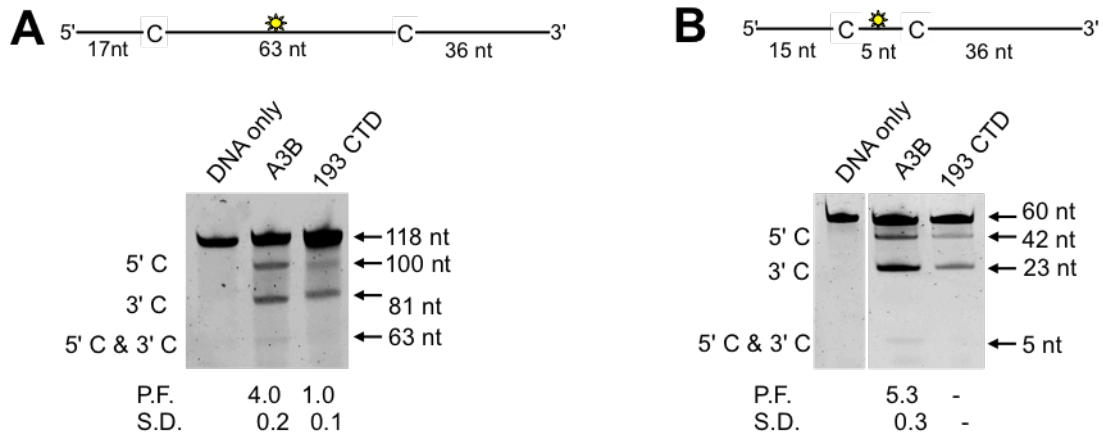 A
5' C C 3'
17nt 63 nt 36 nt
DNA only
A3B
193 CTD
118 nt
5' C 100 nt
3' C 81 nt
5' C & 3' C 63 nt
P.F. 4.0 1.0
S.D. 0.2 0.1
B
5' C C 3'
15 nt 5 nt 36 nt
DNA only
A3B
193 CTD
60 nt
5' C 42 nt
3' C 23 nt
5' C & 3' C 5 nt
P.F. 5.3 -
S.D. 0.3 -